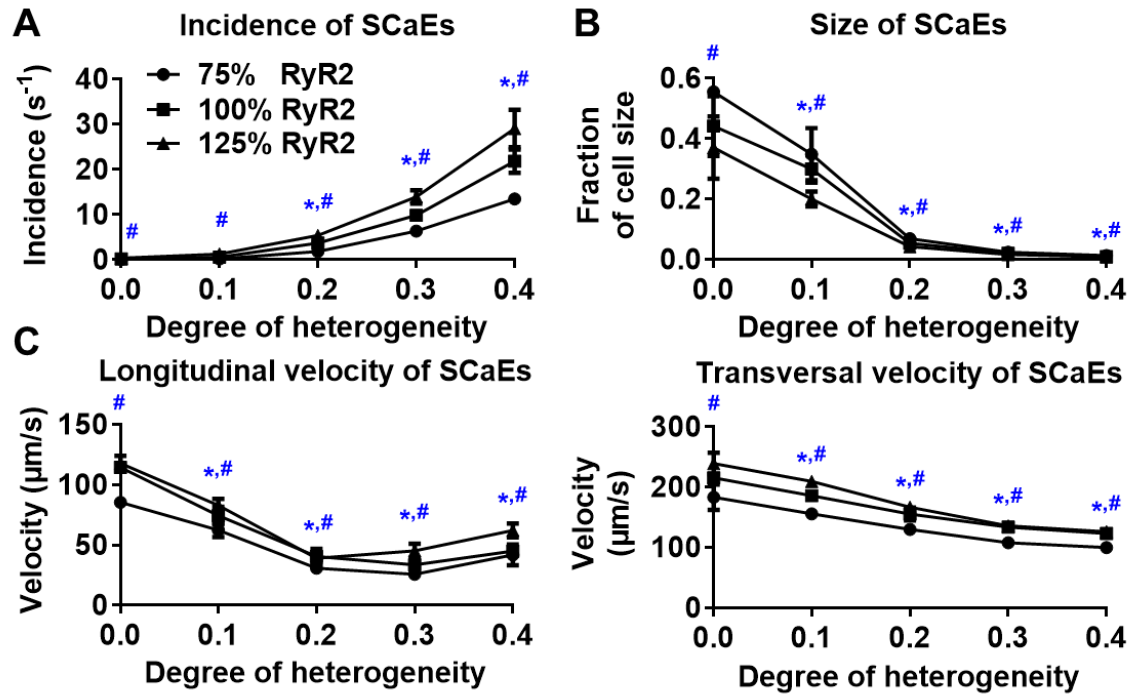 A
Incidence of SCaEs
Incidence (s⁻¹)
40
30
20
10
0
75% RyR2
100% RyR2
125% RyR2
#
#
*,#
*,#
*,#
0.0 0.1 0.2 0.3 0.4
Degree of heterogeneity
B
Size of SCaEs
Fraction
of cell size
0.6
0.4
0.2
0.0
#
*,#
*,#
*,#
*,#
0.0 0.1 0.2 0.3 0.4
Degree of heterogeneity
C
Longitudinal velocity of SCaEs
Velocity (µm/s)
150
100
50
0
#
*,#
*,#
*,#
*,#
0.0 0.1 0.2 0.3 0.4
Degree of heterogeneity
Transversal velocity of SCaEs
Velocity
(µm/s)
300
200
100
0
#
*,#
*,#
*,#
*,#
0.0 0.1 0.2 0.3 0.4
Degree of heterogeneity